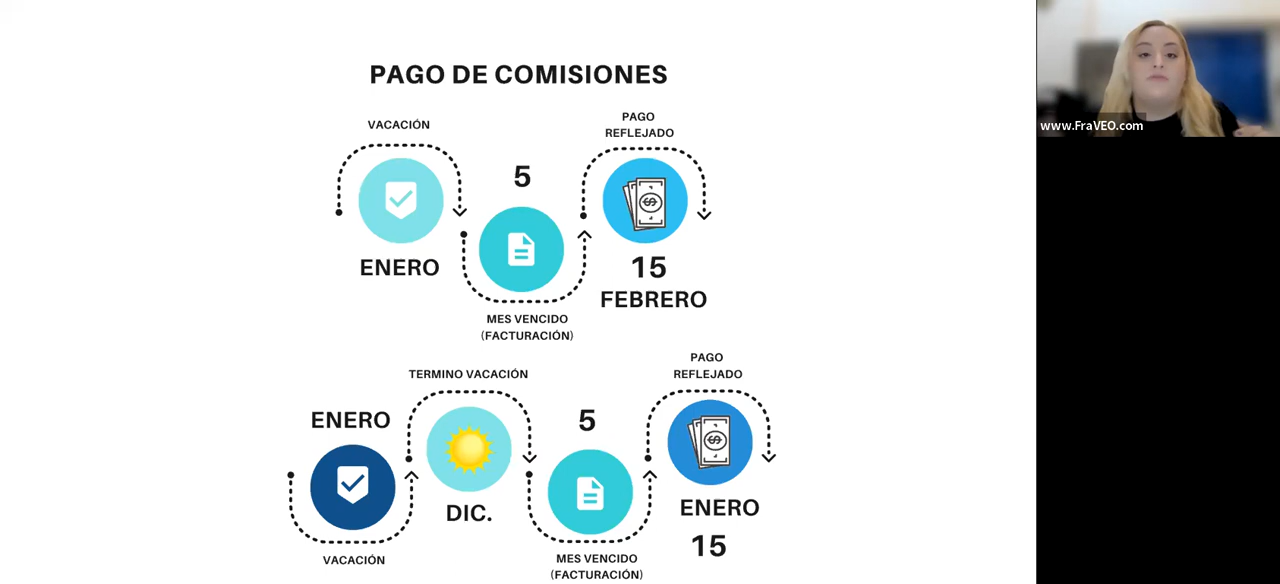 PAGO DE COMISIONES
VACACIÓN
ENERO
5
MES VENCIDO
(FACTURACIÓN)
PAGO
REFLEJADO
15
FEBRERO
ENERO
VACACIÓN
TERMINO VACACIÓN
DIC.
5
MES VENCIDO
(FACTURACIÓN)
PAGO
REFLEJADO
ENERO
15
www.FraVEO.com